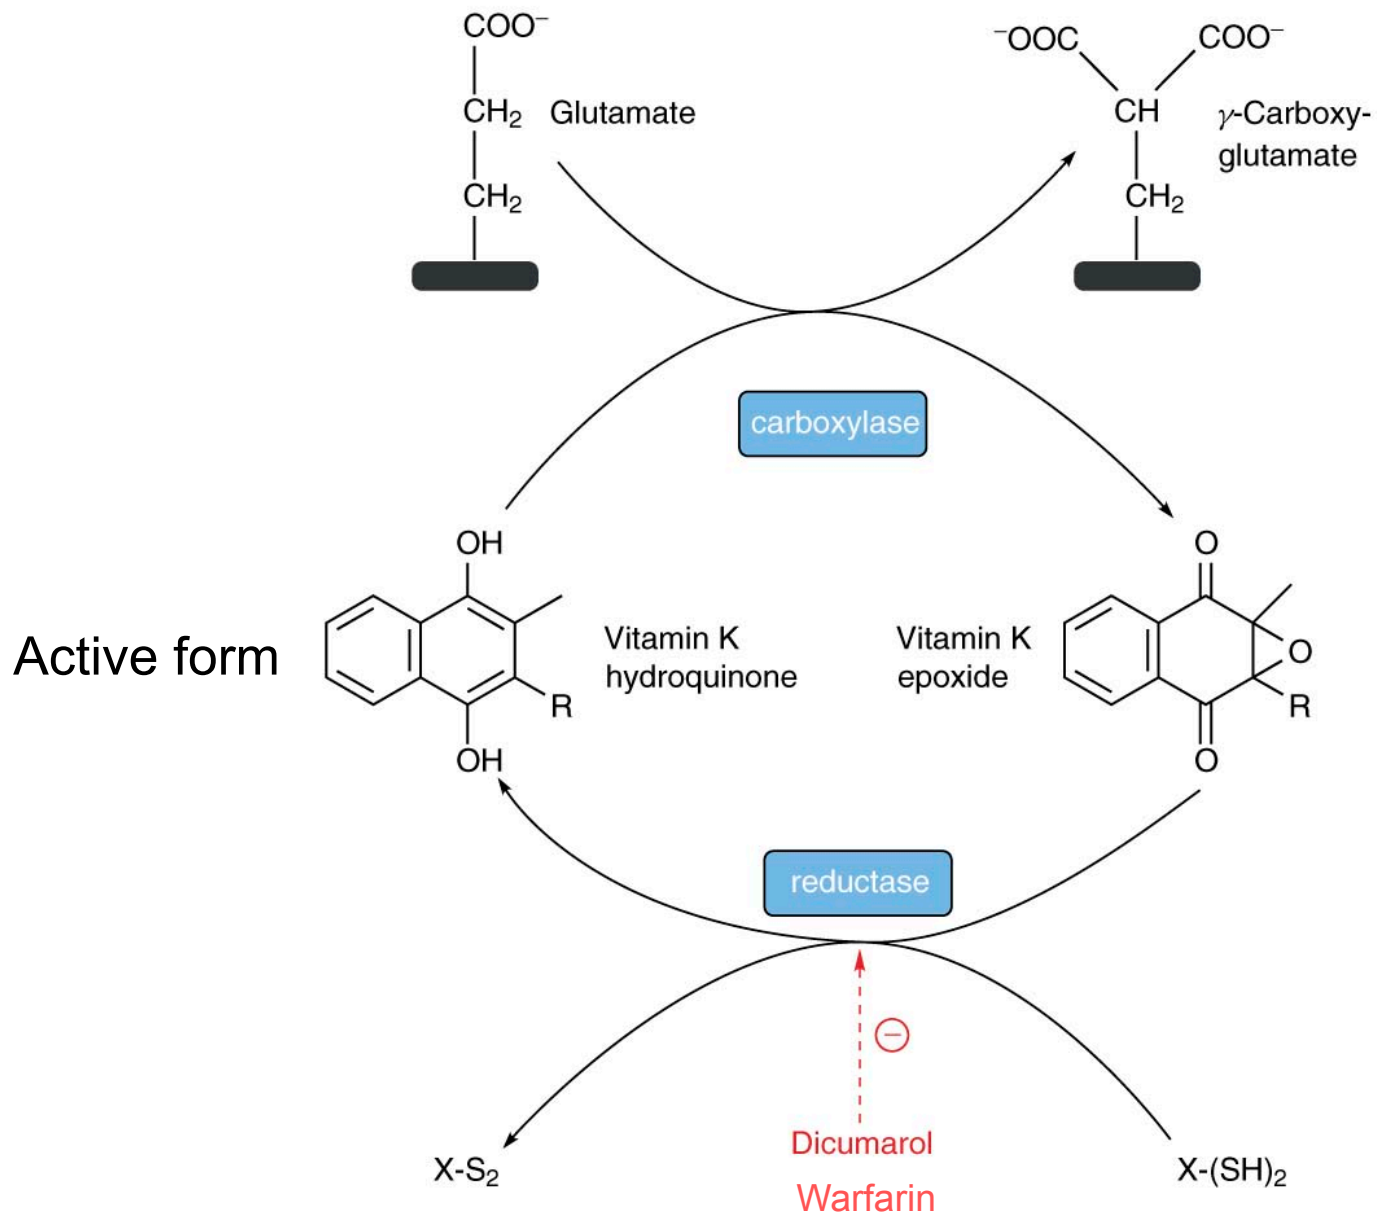 COO⁻
⁻OOC
COO⁻
CH₂
Glutamate
CH
γ-Carboxy-
glutamate
CH₂
CH₂
carboxylase
OH
O
Active form
Vitamin K
hydroquinone
Vitamin K
epoxide
O
R
R
OH
O
reductase
−
Dicumarol
X-S₂
X-(SH)₂
Warfarin